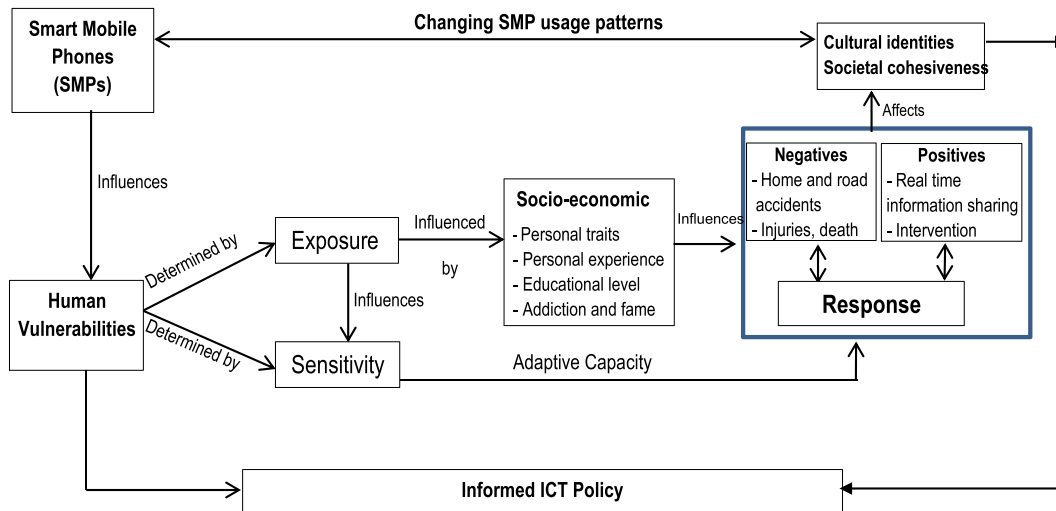 Smart Mobile
Phones
(SMPs)
Changing SMP usage patterns
Cultural identities
Societal cohesiveness
Affects
Influences
Negatives
- Home and road
accidents
- Injuries, death
Positives
- Real time
information sharing
- Intervention
Response
Socio-economic
- Personal traits
- Personal experience
- Educational level
- Addiction and fame
Influences
Influenced
by
Exposure
Influences
Determined by
Determined by
Human
Vulnerabilities
Sensitivity
Adaptive Capacity
Informed ICT Policy